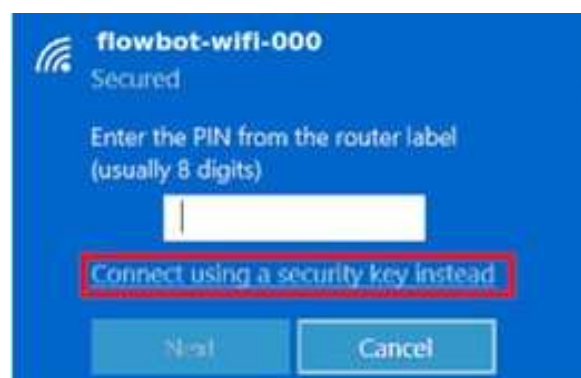 flowbot-wifi-000
Secured
Enter the PIN from the router label
(usually 8 digits)
Connect using a security key instead
Next
Cancel